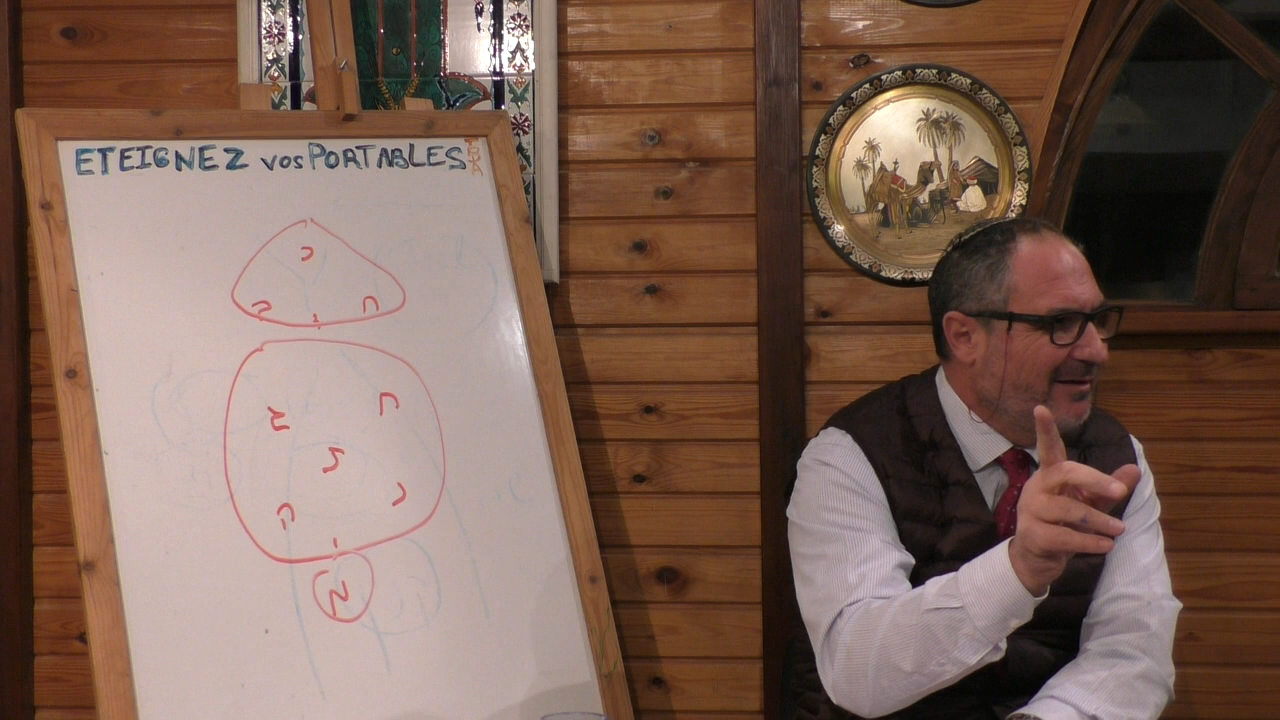 ETEIGNEZ vos PORTABLES
כ
ב ח
ג ח
ת
ה נ
י
מ